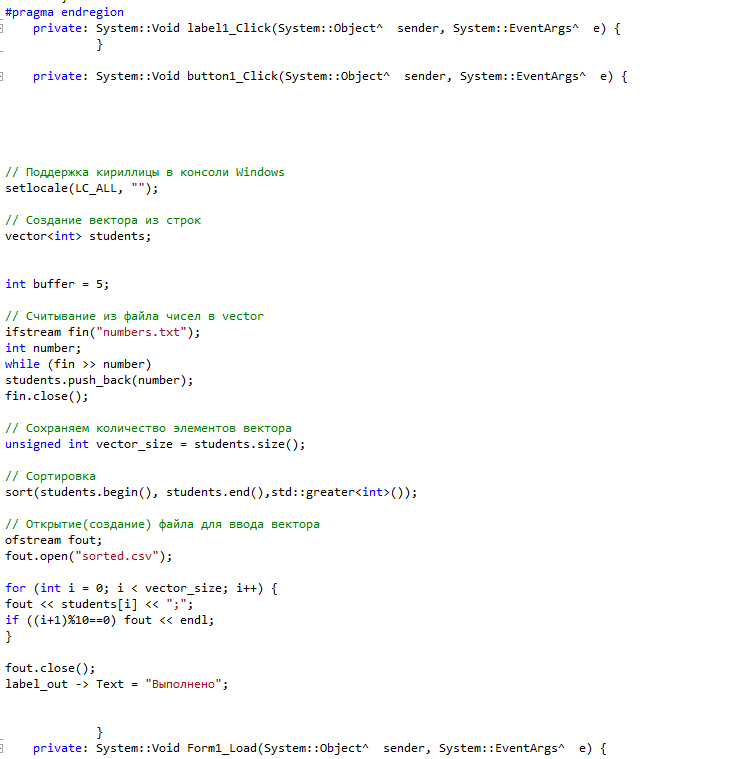 #pragma endregion
private: System::Void label1_Click(System::Object^  sender, System::EventArgs^  e) {
}
private: System::Void button1_Click(System::Object^  sender, System::EventArgs^  e) {
// Поддержка кириллицы в консоли Windows
setlocale(LC_ALL, "");
// Создание вектора из строк
vector<int> students;
int buffer = 5;
// Считывание из файла чисел в vector
ifstream fin("numbers.txt");
int number;
while (fin >> number)
students.push_back(number);
fin.close();
// Сохраняем количество элементов вектора
unsigned int vector_size = students.size();
// Сортировка
sort(students.begin(), students.end(),std::greater<int>());
// Открытие(создание) файла для ввода вектора
ofstream fout;
fout.open("sorted.csv");
for (int i = 0; i < vector_size; i++) {
fout << students[i] << ";";
if ((i+1)%10==0) fout << endl;
}
fout.close();
label_out -> Text = "Выполнено";
}
private: System::Void Form1_Load(System::Object^  sender, System::EventArgs^  e) {